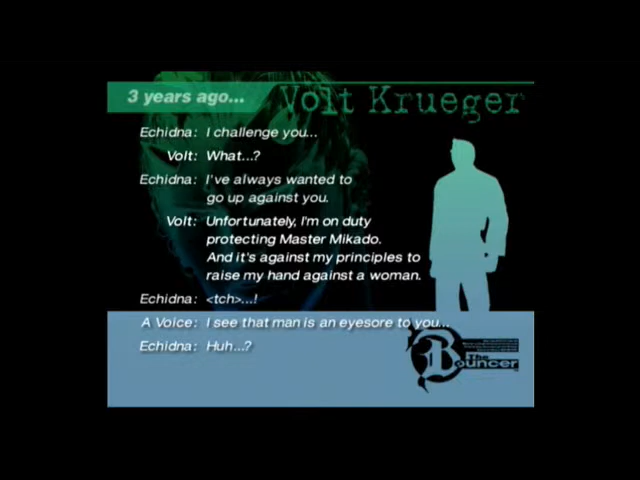 3 years ago...
Volt Krueger
Echidna: I challenge you...
Volt: What...?
Echidna: I've always wanted to
go up against you.
Volt: Unfortunately, I'm on duty
protecting Master Mikado.
And it's against my principles to
raise my hand against a woman.
Echidna: <tch>...!
A Voice: I see that man is an eyesore to you...
Echidna: Huh...?
The
Bouncer